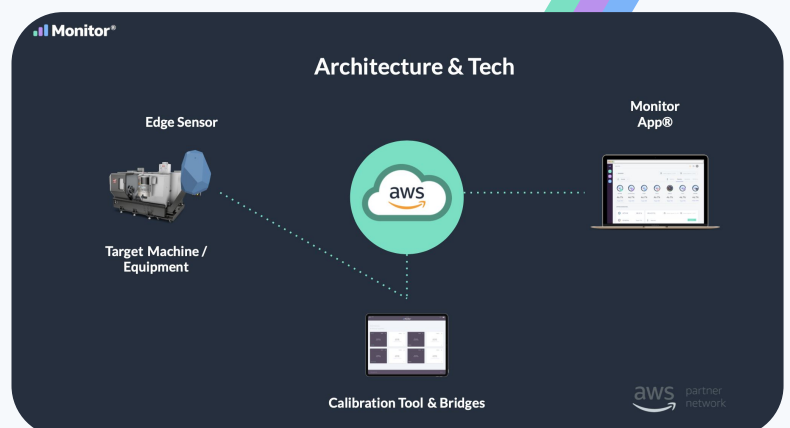 Monitor®
Architecture & Tech
Edge Sensor
Target Machine /
Equipment
aws
Monitor
App®
Calibration Tool & Bridges
aws
partner
network